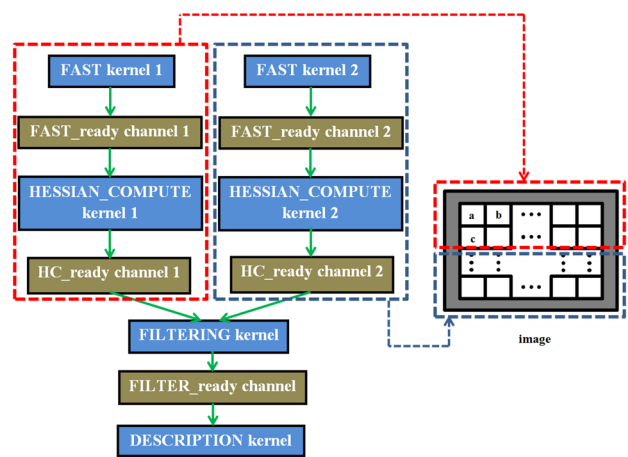 FAST kernel 1
FAST kernel 2
FAST_ready channel 1
FAST_ready channel 2
HESSIAN_COMPUTE
kernel 1
HESSIAN_COMPUTE
kernel 2
HC_ready channel 1
HC_ready channel 2
FILTERING kernel
FILTER_ready channel
DESCRIPTION kernel
a b
c
image